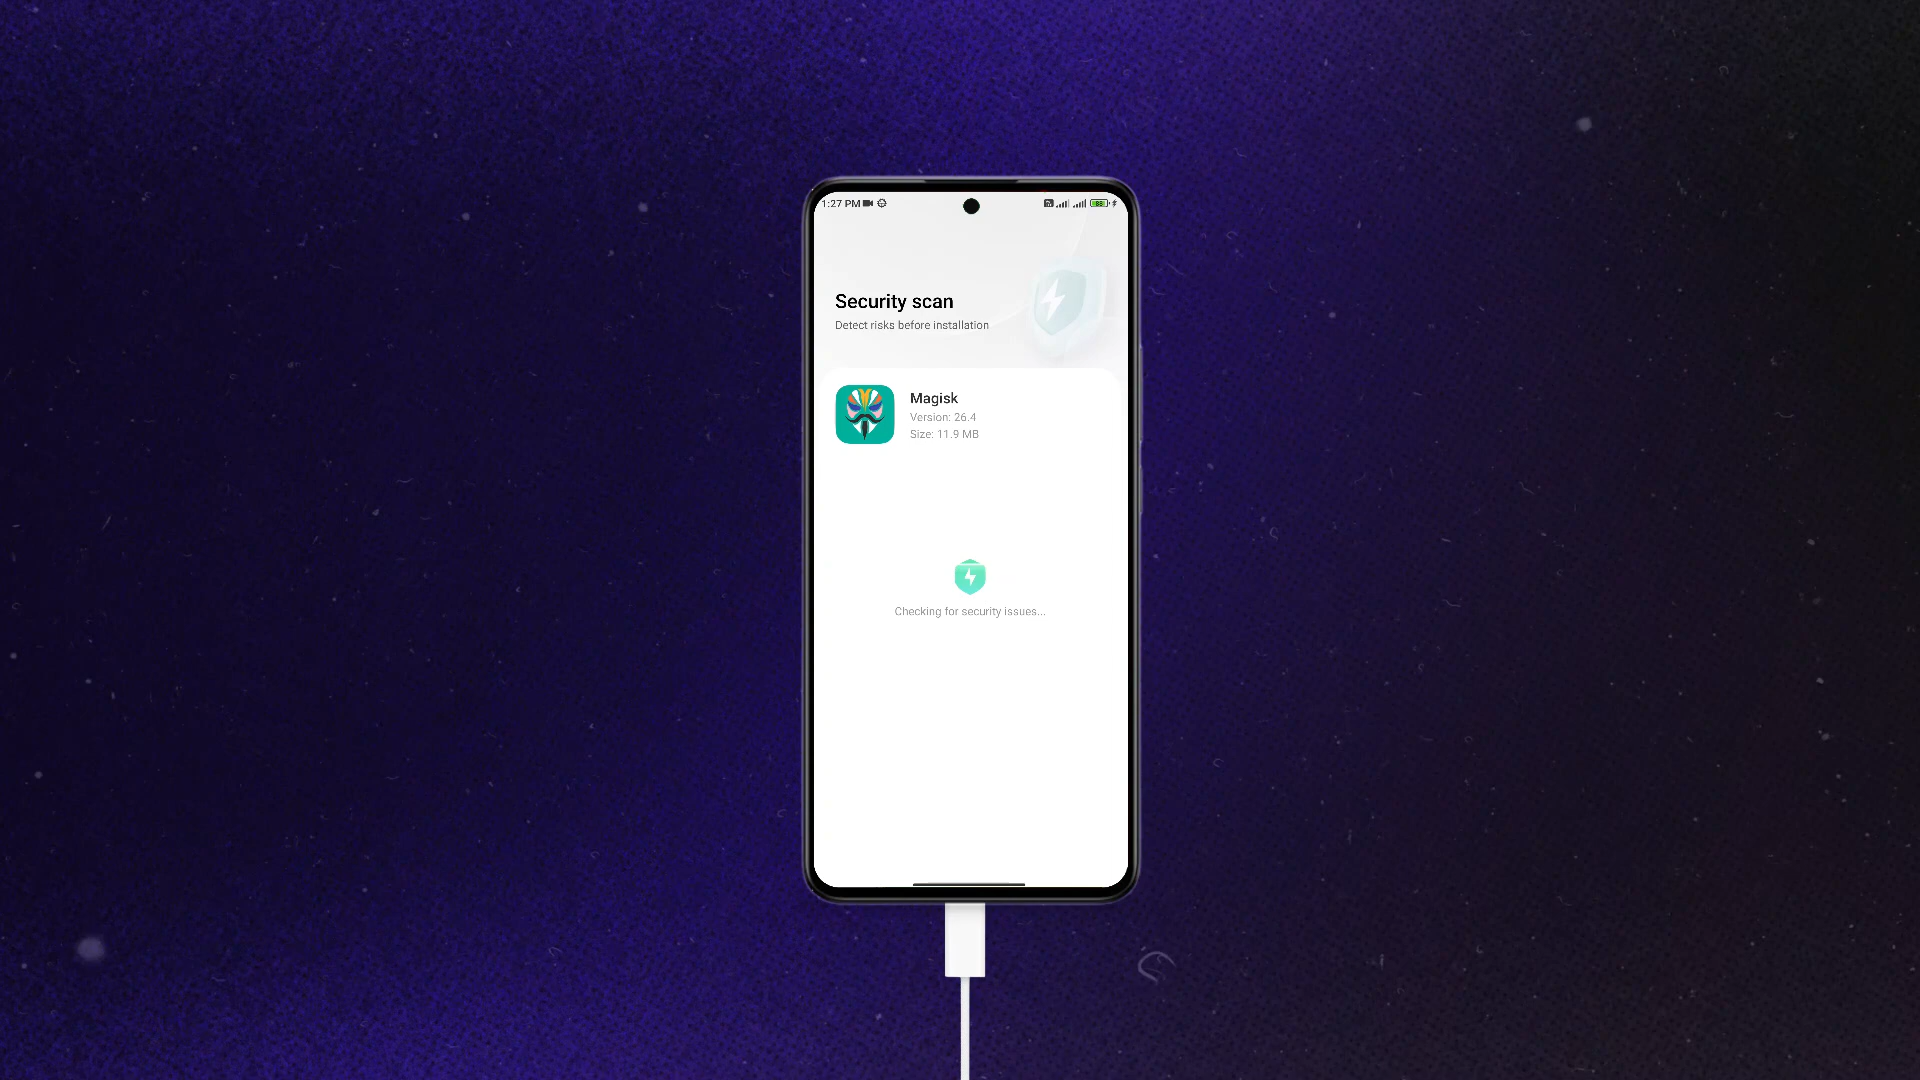 1:27 PM
88
Security scan
Detect risks before installation
Magisk
Version: 26.4
Size: 11.9 MB
Checking for security issues...